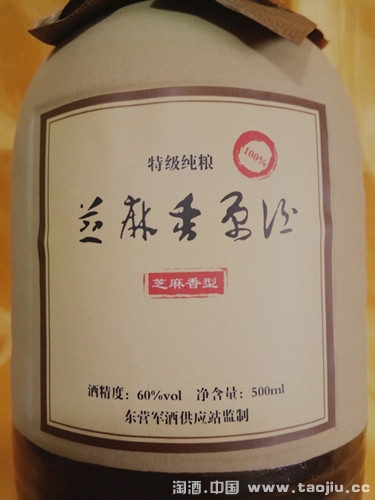 特级纯粮
100%
芝麻香原汁
芝麻香型
酒精度：60%vol 净含量：500ml
东营军酒供应站监制
淘酒.中国 www.taojiu.cc